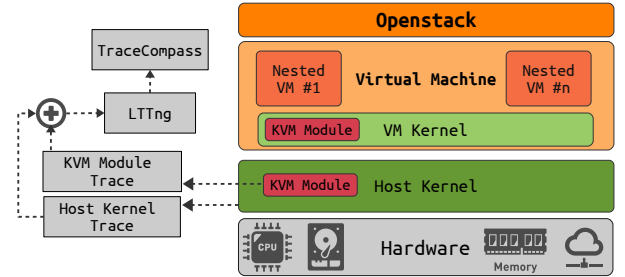 Openstack
TraceCompass
Nested
VM #1
Virtual Machine
Nested
VM #n
LTTng
KVM Module
VM Kernel
KVM Module
Trace
KVM Module
Host Kernel
Host Kernel
Trace
CPU
Hardware
Memory